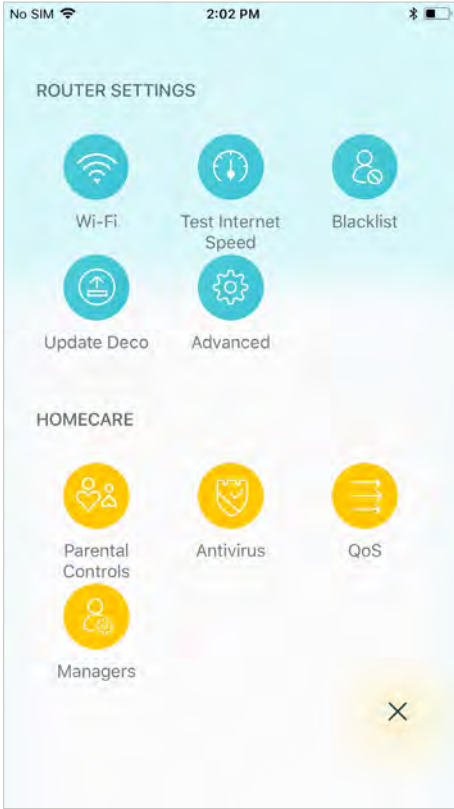 No SIM 2:02 PM
ROUTER SETTINGS
Wi-Fi Test Internet Speed Blacklist
Update Deco Advanced
HOMECARE
Parental Controls Antivirus QoS
Managers